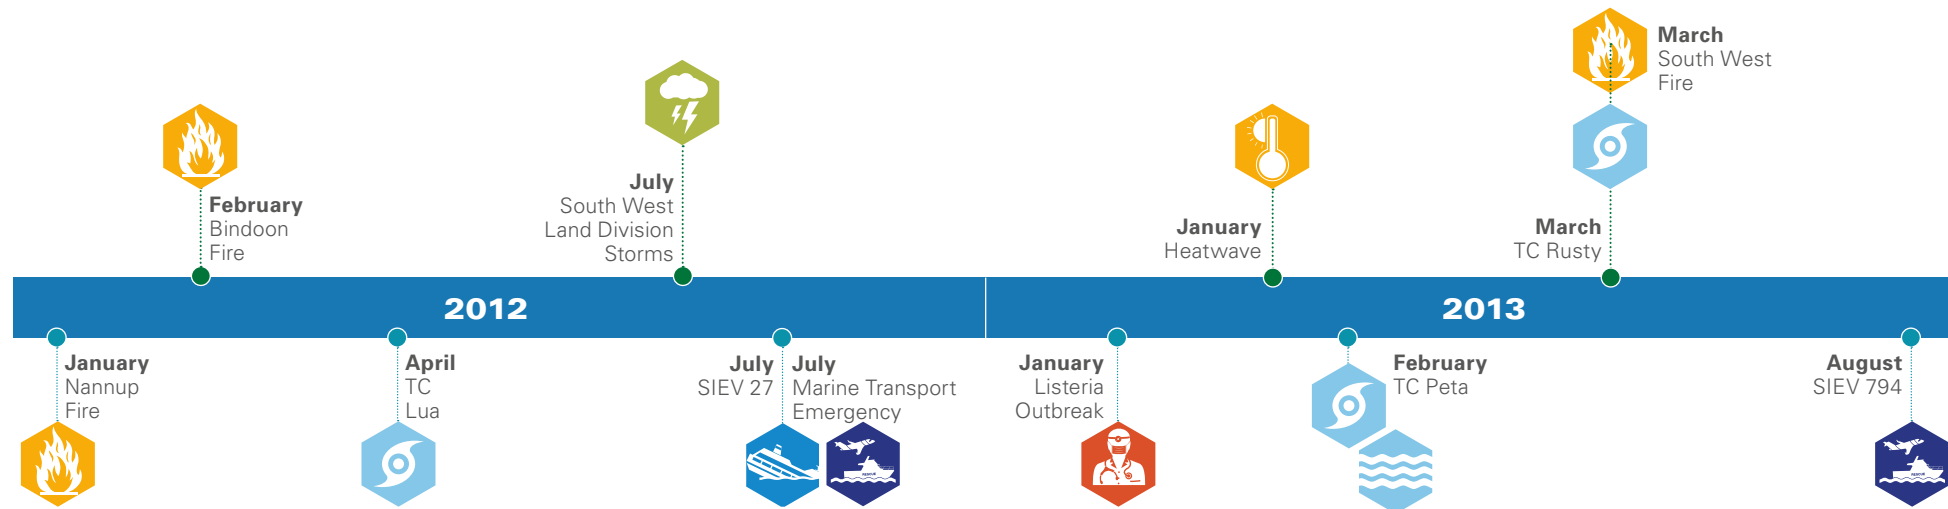 March
South West
Fire
February
Bindoon
Fire
July
South West
Land Division
Storms
January
Heatwave
March
TC Rusty
2012
2013
January
Nannup
Fire
April
TC
Lua
July
SIEV 27
July
Marine Transport
Emergency
January
Listeria
Outbreak
February
TC Peta
August
SIEV 794
RESCUE
RESCUE